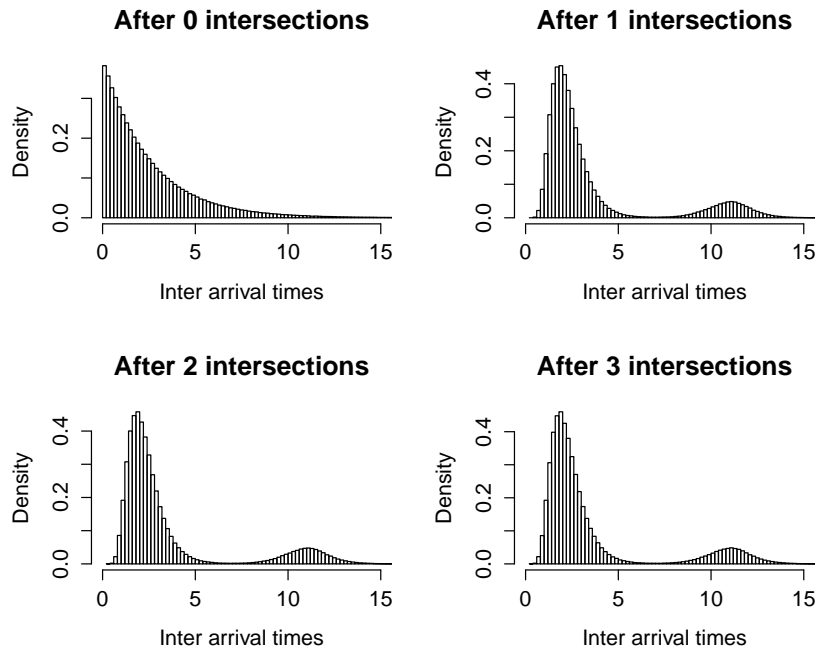 After 0 intersections
Density
0.0
0.2
0 5 10 15
Inter arrival times
After 1 intersections
Density
0.0
0.2
0.4
0 5 10 15
Inter arrival times
After 2 intersections
Density
0.0
0.2
0.4
0 5 10 15
Inter arrival times
After 3 intersections
Density
0.0
0.2
0.4
0 5 10 15
Inter arrival times